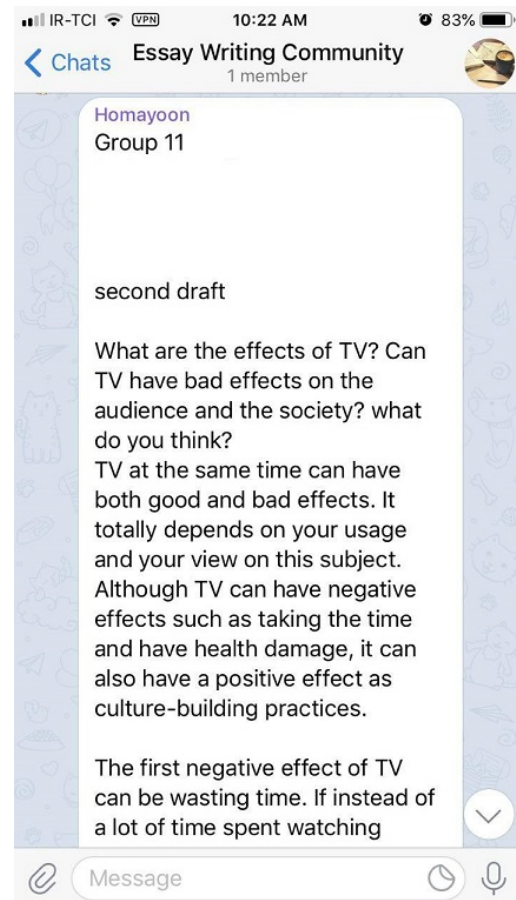 IR-TCI VPN 10:22 AM 83%
Chats Essay Writing Community
1 member
Homayoon
Group 11
second draft
What are the effects of TV? Can
TV have bad effects on the
audience and the society? what
do you think?
TV at the same time can have
both good and bad effects. It
totally depends on your usage
and your view on this subject.
Although TV can have negative
effects such as taking the time
and have health damage, it can
also have a positive effect as
culture-building practices.
The first negative effect of TV
can be wasting time. If instead of
a lot of time spent watching
Message